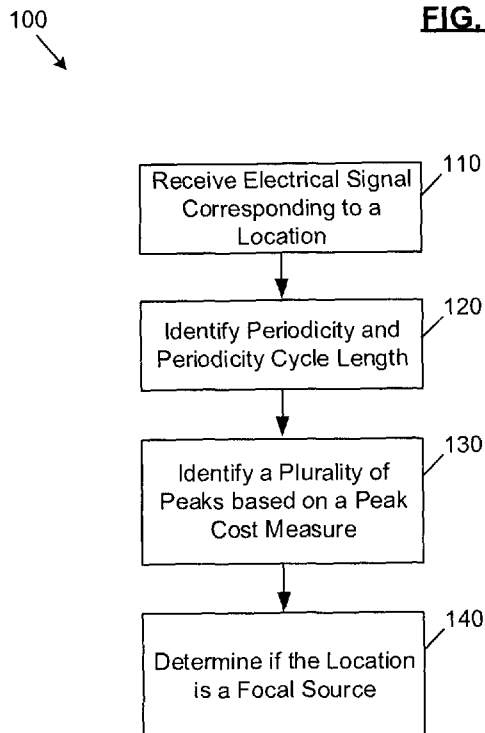 100
FIG.
110
Receive Electrical Signal
Corresponding to a
Location
120
Identify Periodicity and
Periodicity Cycle Length
130
Identify a Plurality of
Peaks based on a Peak
Cost Measure
140
Determine if the Location
is a Focal Source